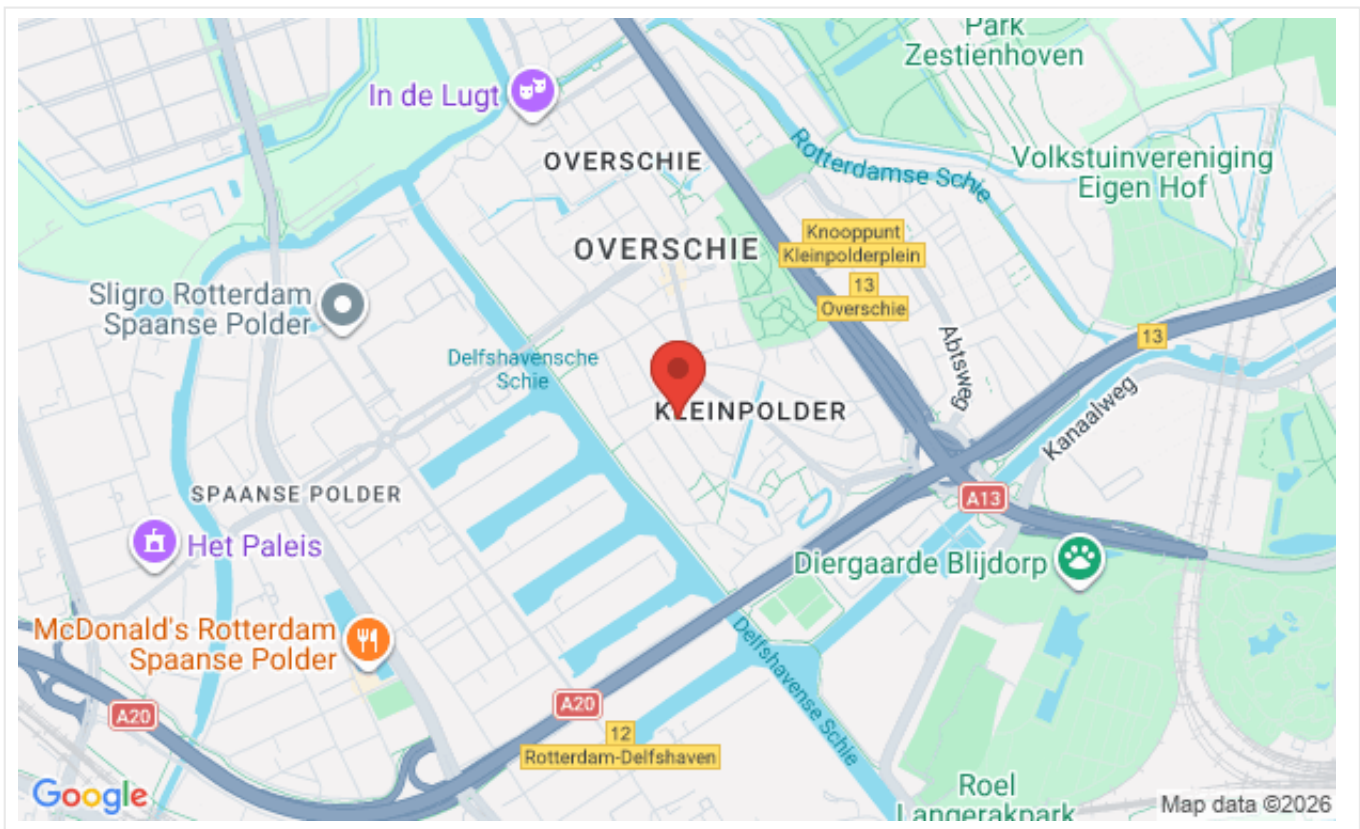 Park
Zestienhoven
In de Lugt
OVERSCHIE
Rotterdamse Schie
Volkstuinvereniging
Eigen Hof
OVERSCHIE
Knooppunt
Kleinpolderplein
13
Overschie
Sligro Rotterdam
Spaanse Polder
Delfshavensche
Schie
Abtsweg
13
KLEINPOLDER
Kanaalweg
SPAANSE POLDER
A13
Het Paleis
Diergaarde Blijdorp
McDonald's Rotterdam
Spaanse Polder
Delfshavense Schie
A20
A20
12
Rotterdam-Delfshaven
Roel
Langerakpark
Google
Map data ©2026